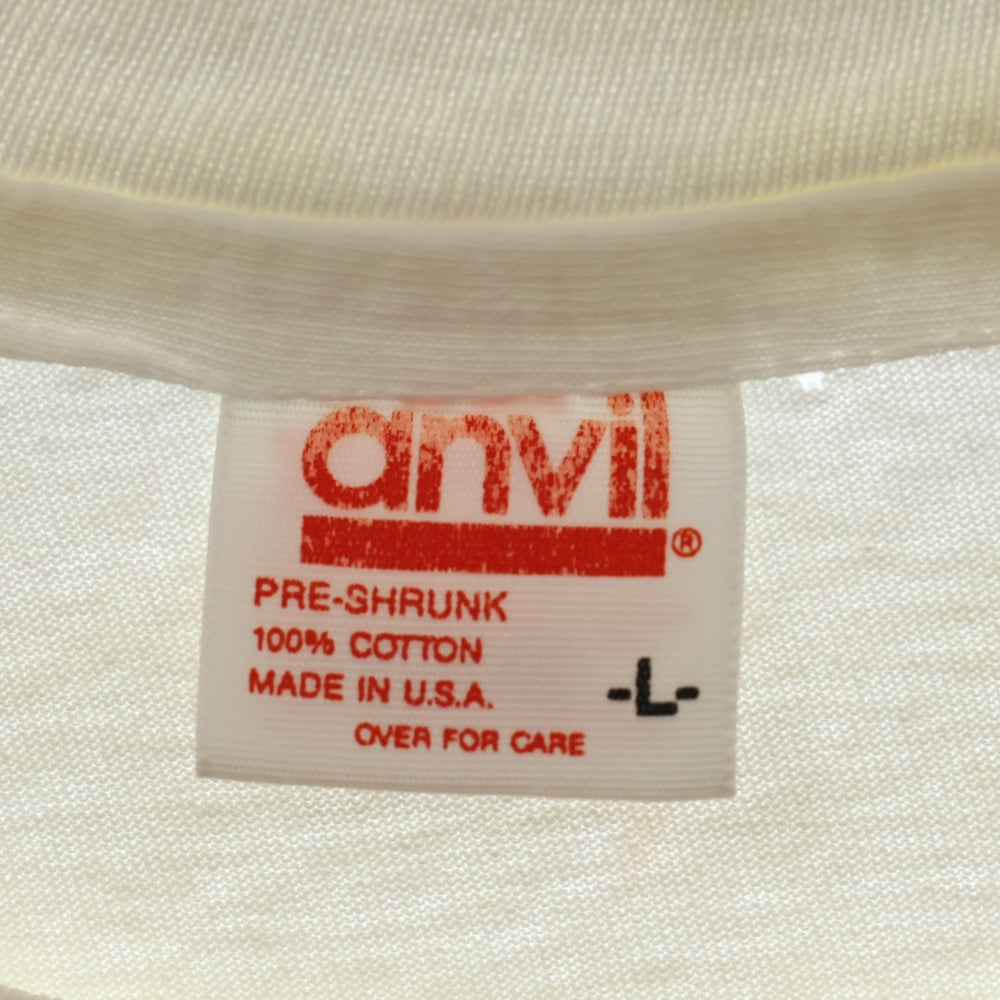 anvil®
PRE-SHRUNK
100% COTTON
MADE IN U.S.A.
-L-
OVER FOR CARE